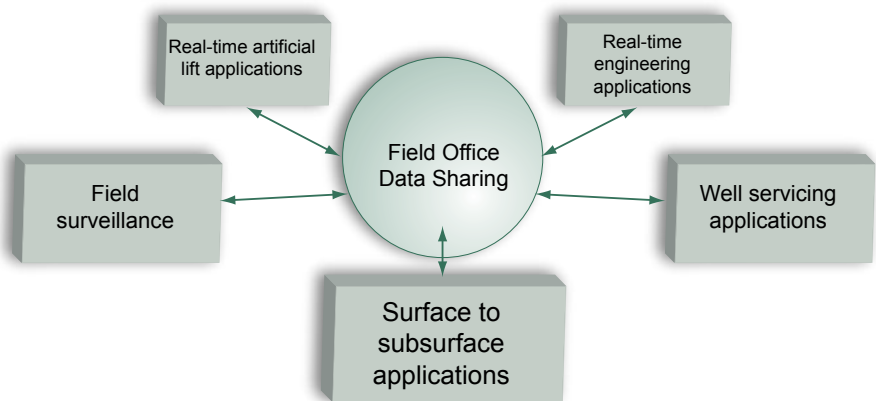 Real-time artificial
lift applications
Real-time
engineering
applications
Field Office
Data Sharing
Field
surveillance
Well servicing
applications
Surface to
subsurface
applications